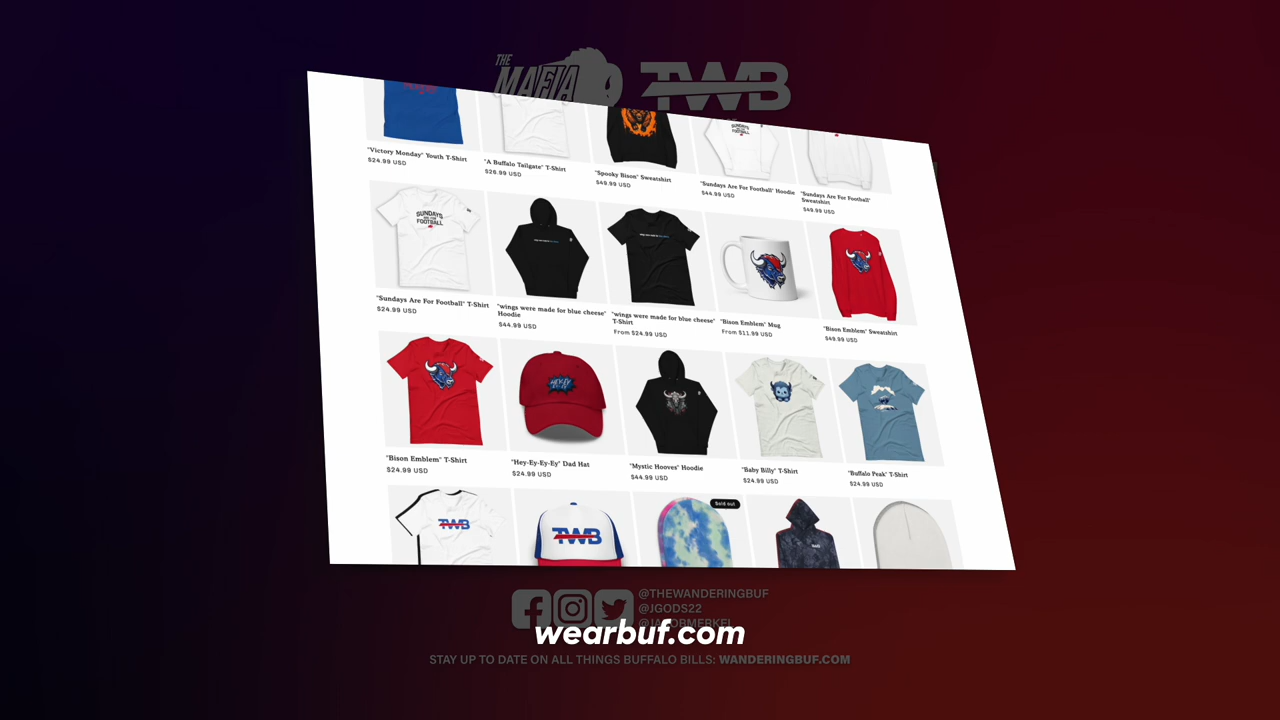 THE
MAFIA
TWB
"Victory Monday" Youth T-Shirt
$24.99 USD
"A Buffalo Tailgate" T-Shirt
$26.99 USD
"Spooky Bison" Sweatshirt
$49.99 USD
"Sundays Are For Football" Hoodie
$44.99 USD
"Sundays Are For Football"
Sweatshirt
$49.99 USD
SUNDAYS
ARE FOR
FOOTBALL
"Sundays Are For Football" T-Shirt
$24.99 USD
"wings were made for blue cheese"
Hoodie
$44.99 USD
"wings were made for blue cheese"
T-Shirt
From $24.99 USD
"Bison Emblem" Mug
From $11.99 USD
"Bison Emblem" Sweatshirt
$49.99 USD
"Bison Emblem" T-Shirt
$24.99 USD
"Hey-Ey-Ey-Ey" Dad Hat
$24.99 USD
"Mystic Hooves" Hoodie
$44.99 USD
"Baby Billy" T-Shirt
$24.99 USD
"Buffalo Peak" T-Shirt
$24.99 USD
TWB
TWB
Sold out
@THEWANDERINGBUF
@JGODS22
wearbuf.com
STAY UP TO DATE ON ALL THINGS BUFFALO BILLS: WANDERINGBUF.COM